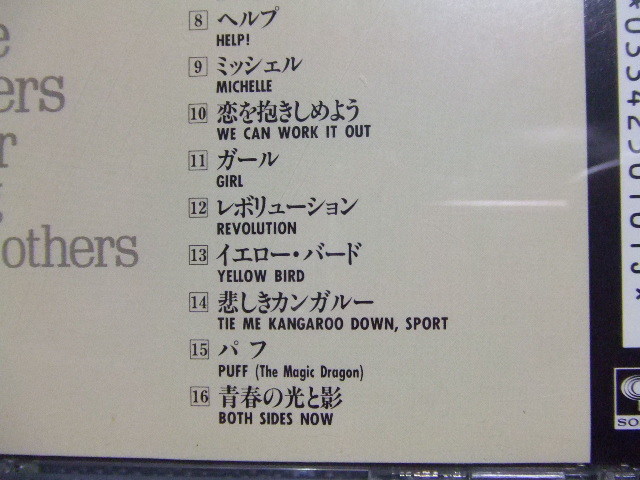 8 ヘルプ
HELP!
9 ミッシェル
MICHELLE
10 恋を抱きしめよう
WE CAN WORK IT OUT
11 ガール
GIRL
12 レボリューション
REVOLUTION
13 イエロー・バード
YELLOW BIRD
14 悲しきカンガルー
TIE ME KANGAROO DOWN, SPORT
15 パフ
PUFF (The Magic Dragon)
16 青春の光と影
BOTH SIDES NOW
others